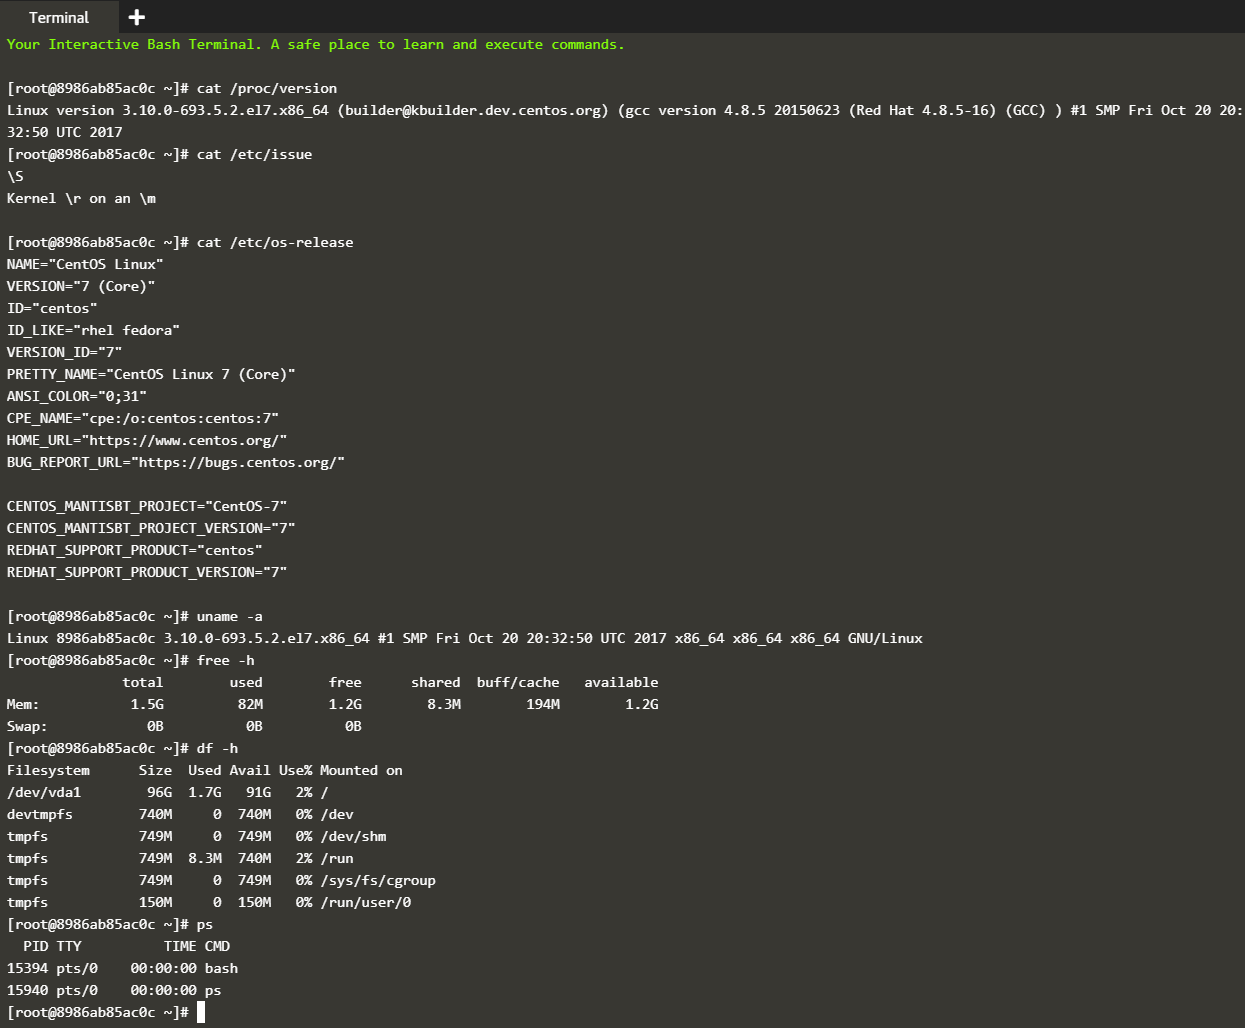 Terminal
Your Interactive Bash Terminal. A safe place to learn and execute commands.
[root@8986ab85ac0c ~]# cat /proc/version
Linux version 3.10.0-693.5.2.el7.x86_64 (builder@kbuilder.dev.centos.org) (gcc version 4.8.5 20150623 (Red Hat 4.8.5-16) (GCC) ) #1 SMP Fri Oct 20 20:
32:50 UTC 2017
[root@8986ab85ac0c ~]# cat /etc/issue
\S
Kernel \r on an \m
[root@8986ab85ac0c ~]# cat /etc/os-release
NAME="CentOS Linux"
VERSION="7 (Core)"
ID="centos"
ID_LIKE="rhel fedora"
VERSION_ID="7"
PRETTY_NAME="CentOS Linux 7 (Core)"
ANSI_COLOR="0;31"
CPE_NAME="cpe:/o:centos:centos:7"
HOME_URL="https://www.centos.org/"
BUG_REPORT_URL="https://bugs.centos.org/"
CENTOS_MANTISBT_PROJECT="CentOS-7"
CENTOS_MANTISBT_PROJECT_VERSION="7"
REDHAT_SUPPORT_PRODUCT="centos"
REDHAT_SUPPORT_PRODUCT_VERSION="7"
[root@8986ab85ac0c ~]# uname -a
Linux 8986ab85ac0c 3.10.0-693.5.2.el7.x86_64 #1 SMP Fri Oct 20 20:32:50 UTC 2017 x86_64 x86_64 x86_64 GNU/Linux
[root@8986ab85ac0c ~]# free -h
              total        used        free      shared  buff/cache   available
Mem:           1.5G         82M        1.2G        8.3M        194M        1.2G
Swap:            0B          0B          0B
[root@8986ab85ac0c ~]# df -h
Filesystem      Size  Used Avail Use% Mounted on
/dev/vda1        96G  1.7G   91G   2% /
devtmpfs        740M     0  740M   0% /dev
tmpfs           749M     0  749M   0% /dev/shm
tmpfs           749M  8.3M  740M   2% /run
tmpfs           749M     0  749M   0% /sys/fs/cgroup
tmpfs           150M     0  150M   0% /run/user/0
[root@8986ab85ac0c ~]# ps
  PID TTY          TIME CMD
15394 pts/0    00:00:00 bash
15940 pts/0    00:00:00 ps
[root@8986ab85ac0c ~]#